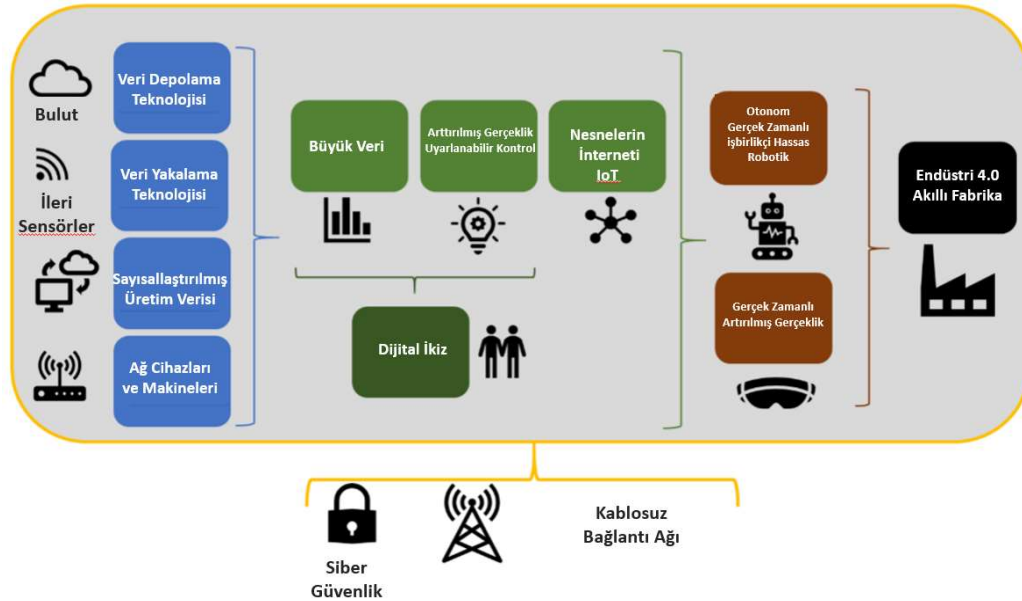 Bulut
Veri Depolama
Teknolojisi
İleri
Sensörler
Veri Yakalama
Teknolojisi
Sayısallaştırılmış
Üretim Verisi
Ağ Cihazları
ve Makineleri
Büyük Veri
Arttırılmış Gerçeklik
Uyarlanabilir Kontrol
Nesnelerin
İnterneti
IoT
Dijital İkiz
Otonom
Gerçek Zamanlı
işbirlikçi Hassas
Robotik
Gerçek Zamanlı
Artırılmış Gerçeklik
Endüstri 4.0
Akıllı Fabrika
Siber
Güvenlik
Kablosuz
Bağlantı Ağı